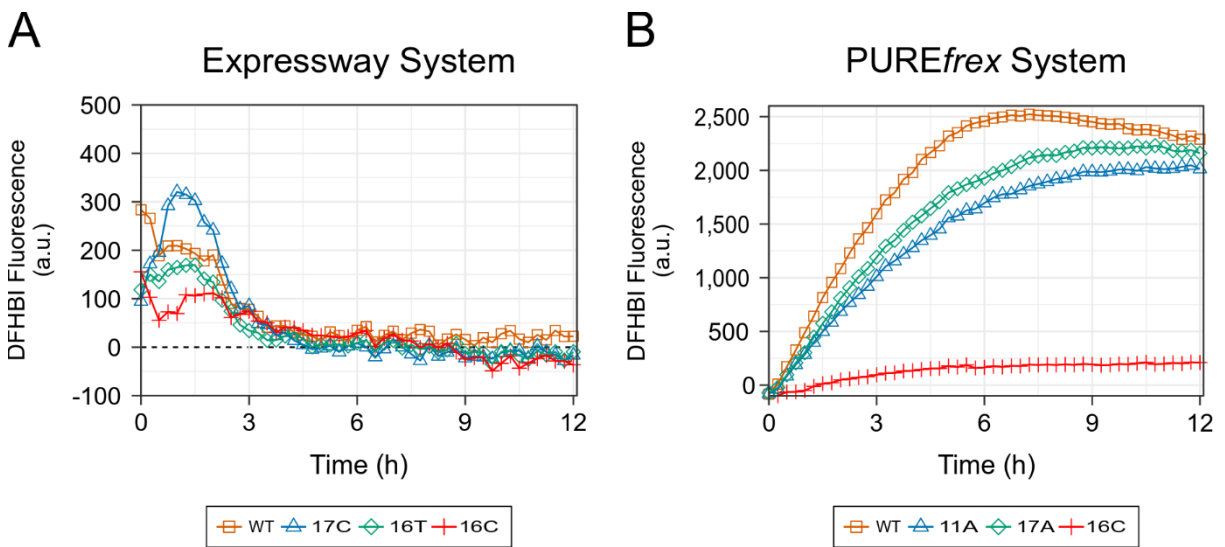 A
Expressway System
DFHBI Fluorescence
(a.u.)
500
400
300
200
100
0
-100
0 3 6 9 12
Time (h)
WT 17C 16T 16C
B
PUREfrex System
DFHBI Fluorescence
(a.u.)
2,500
2,000
1,500
1,000
500
0
0 3 6 9 12
Time (h)
WT 11A 17A 16C